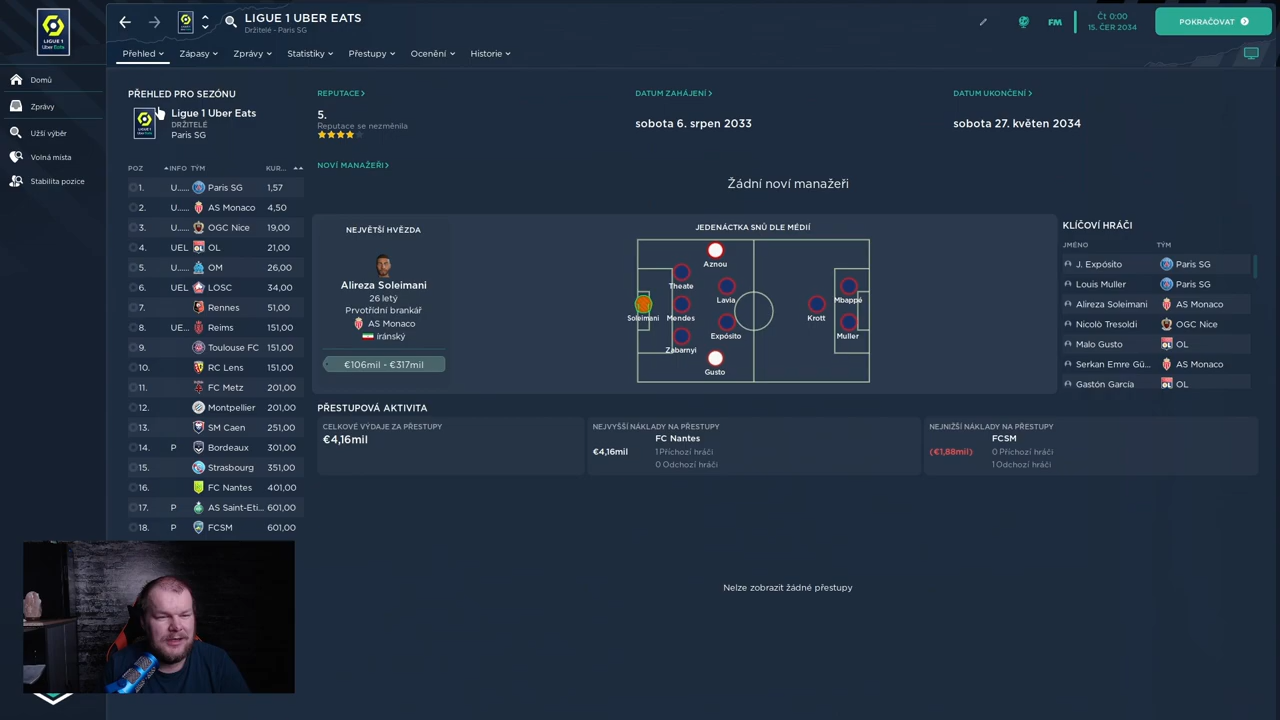 LIGUE 1
Uber Eats
LIGUE 1 UBER EATS
Držitelé - Paris SG
FM
Čt 0:00
15. ČER 2034
POKRAČOVAT
Přehled
Zápasy
Zprávy
Statistiky
Přestupy
Ocenění
Historie
Domů
Zprávy
Užší výběr
Volná místa
Stabilita pozice
PŘEHLED PRO SEZÓNU
Ligue 1 Uber Eats
DRŽITELÉ
Paris SG
REPUTACE
5.
Reputace se nezměnila
DATUM ZAHÁJENÍ
sobota 6. srpen 2033
DATUM UKONČENÍ
sobota 27. květen 2034
NOVÍ MANAŽEŘI
Žádní noví manažeři
POZ INFO TÝM KUR...
1. U...... Paris SG 1,57
2. U...... AS Monaco 4,50
3. U...... OGC Nice 19,00
4. UEL OL 21,00
5. U...... OM 26,00
6. UEL LOSC 34,00
7. Rennes 51,00
8. UE... Reims 151,00
9. Toulouse FC 151,00
10. RC Lens 151,00
11. FC Metz 201,00
12. Montpellier 201,00
13. SM Caen 251,00
14. P Bordeaux 301,00
15. Strasbourg 351,00
16. FC Nantes 401,00
17. P AS Saint-Eti... 601,00
18. P FCSM 601,00
NEJVĚTŠÍ HVĚZDA
Alireza Soleimani
26 letý
Prvotřídní brankář
AS Monaco
íránský
€106mil - €317mil
JEDENÁCTKA SNŮ DLE MÉDIÍ
Aznou
Theate
Lavia
Mbappé
Soleimani
Mendes
Krott
Expósito
Muller
Zabarnyi
Gusto
KLÍČOVÍ HRÁČI
JMÉNO TÝM
J. Expósito Paris SG
Louis Muller Paris SG
Alireza Soleimani AS Monaco
Nicolò Tresoldi OGC Nice
Malo Gusto OL
Serkan Emre Gü... AS Monaco
Gastón García OL
PŘESTUPOVÁ AKTIVITA
CELKOVÉ VÝDAJE ZA PŘESTUPY
€4,16mil
NEJVYŠŠÍ NÁKLADY NA PŘESTUPY
FC Nantes
€4,16mil
1 Příchozí hráči
0 Odchozí hráči
NEJNIŽŠÍ NÁKLADY NA PŘESTUPY
FCSM
(€1,88mil)
0 Příchozí hráči
1 Odchozí hráči
Nelze zobrazit žádné přestupy